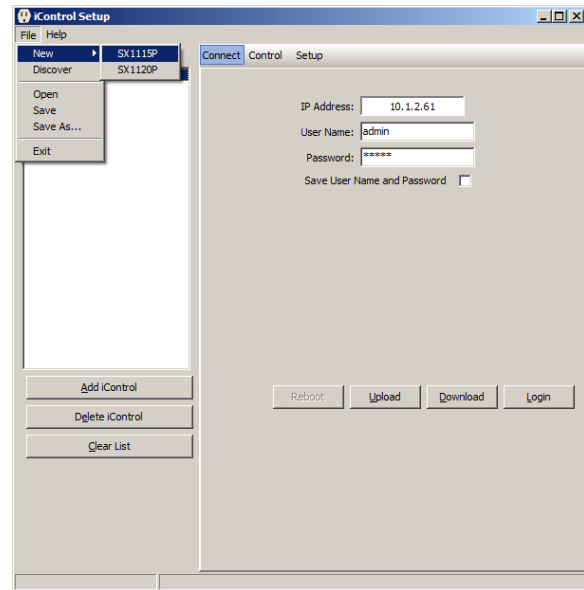 iControl Setup
File Help
New SX1115P
Discover SX1120P
Open
Save
Save As...
Exit
Connect Control Setup
IP Address: 10.1.2.61
User Name: admin
Password: *****
Save User Name and Password
Add iControl
Delete iControl
Clear List
Reboot Upload Download Login